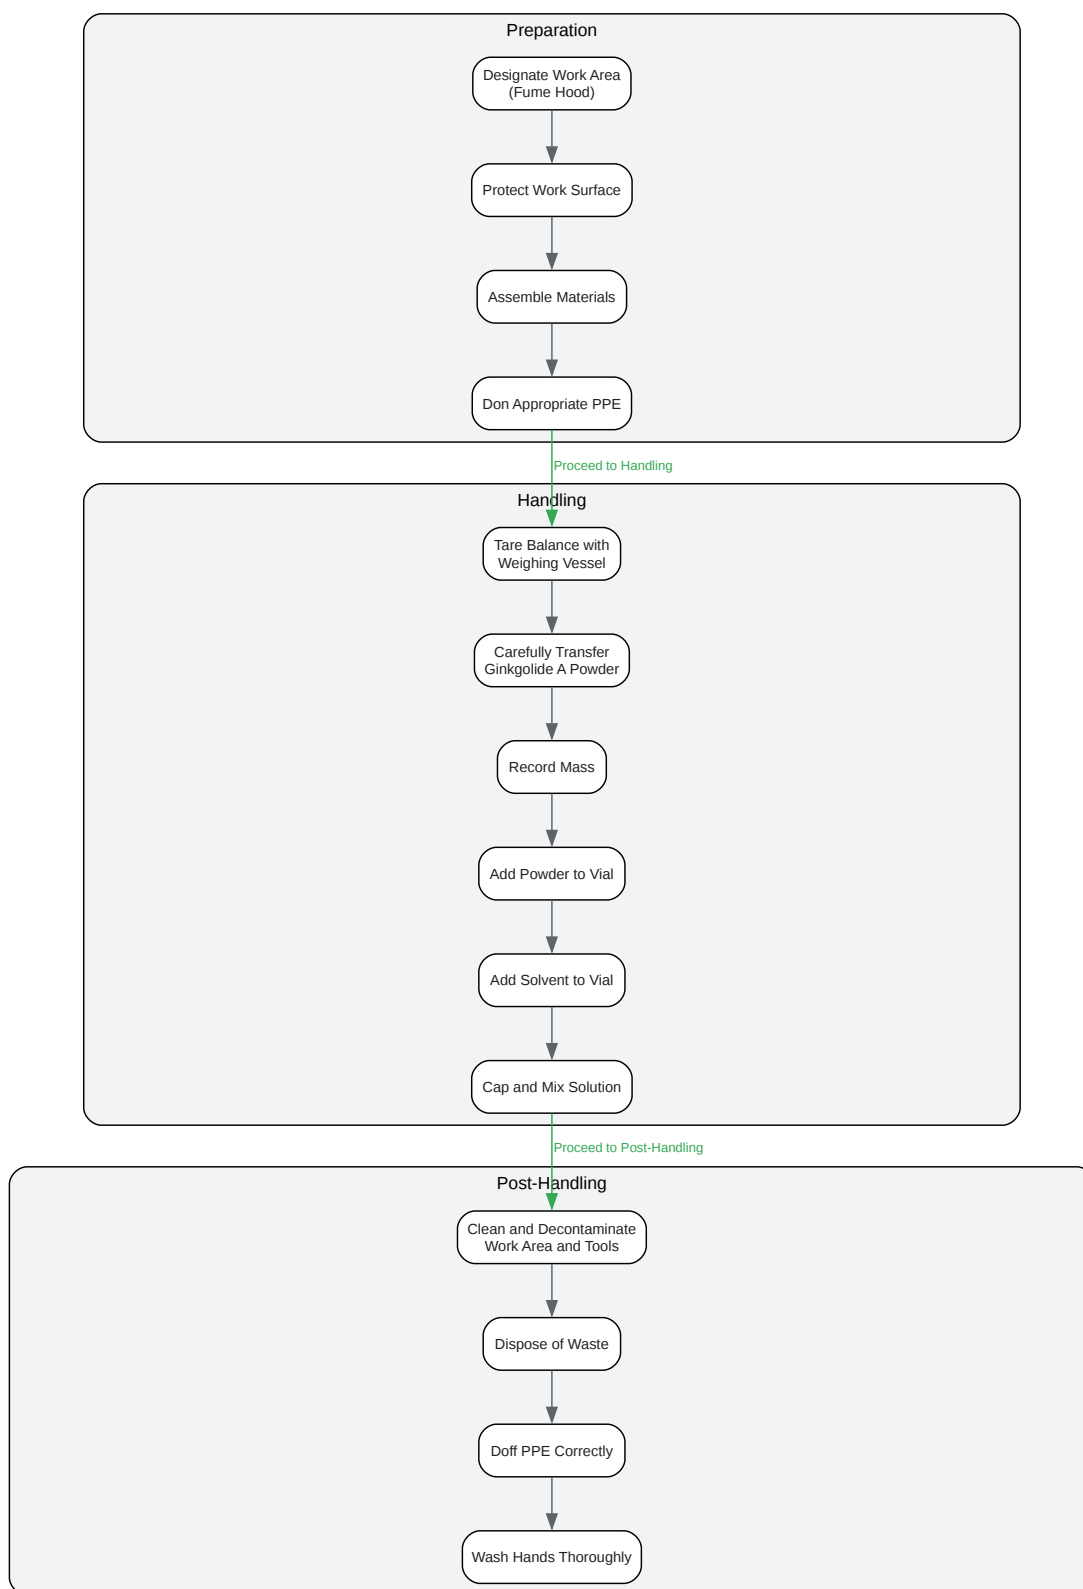 Preparation
Designate Work Area
(Fume Hood)
Protect Work Surface
Assemble Materials
Don Appropriate PPE
Proceed to Handling
Handling
Tare Balance with
Weighing Vessel
Carefully Transfer
Ginkgolide A Powder
Record Mass
Add Powder to Vial
Add Solvent to Vial
Cap and Mix Solution
Proceed to Post-Handling
Post-Handling
Clean and Decontaminate
Work Area and Tools
Dispose of Waste
Doff PPE Correctly
Wash Hands Thoroughly